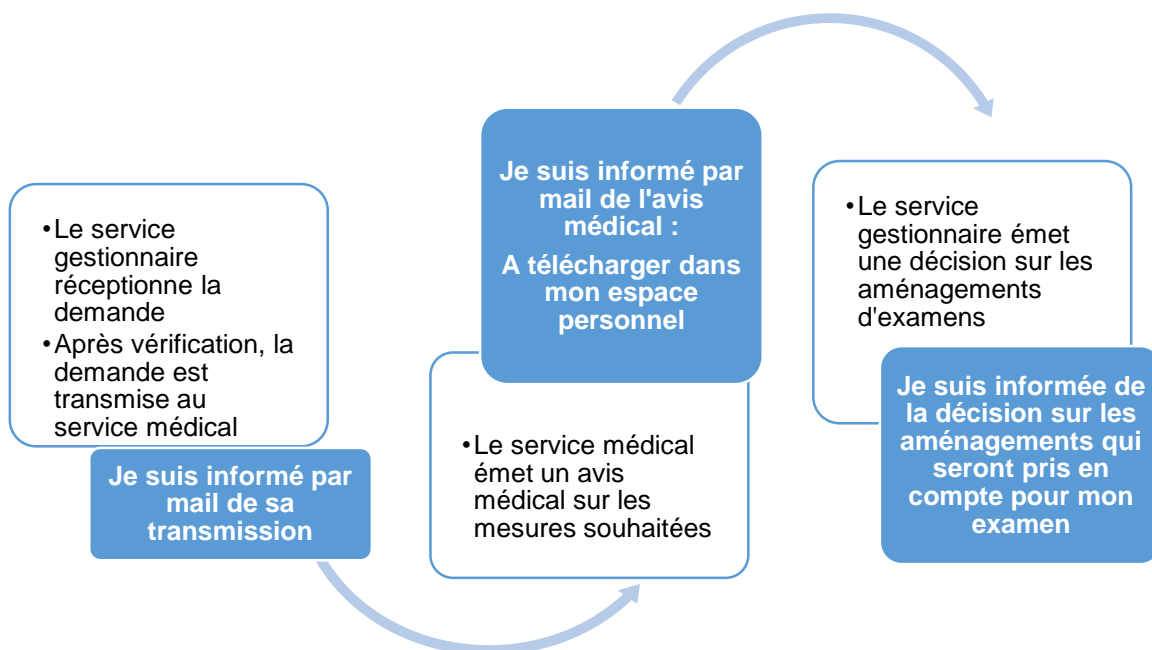 •Le service
gestionnaire
réceptionne la
demande
•Après vérification, la
demande est
transmise au
service médical
Je suis informé par
mail de sa
transmission
Je suis informé par
mail de l'avis
médical :
A télécharger dans
mon espace
personnel
•Le service médical
émet un avis
médical sur les
mesures souhaitées
•Le service
gestionnaire émet
une décision sur les
aménagements
d'examens
Je suis informée de
la décision sur les
aménagements qui
seront pris en
compte pour mon
examen